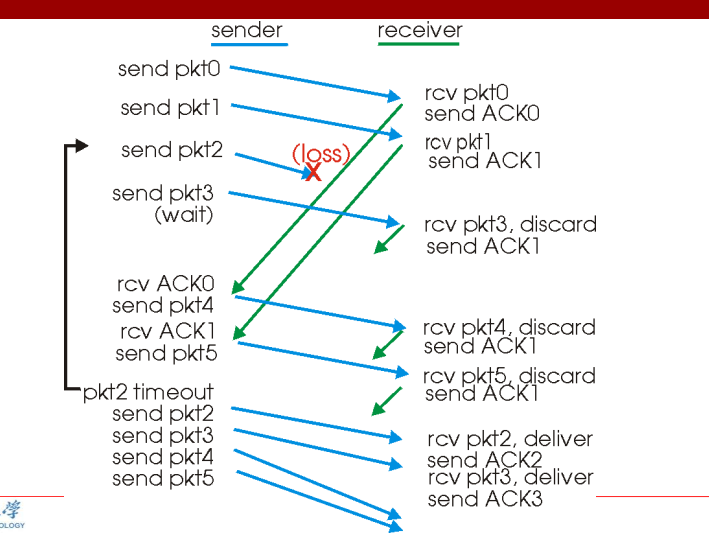 sender
receiver
send pkt0
send pkt1
send pkt2
(loss)
X
send pkt3
(wait)
rcv ACK0
send pkt4
rcv ACK1
send pkt5
pkt2 timeout
send pkt2
send pkt3
send pkt4
send pkt5
rcv pkt0
send ACK0
rcv pkt1
send ACK1
rcv pkt3, discard
send ACK1
rcv pkt4, discard
send ACK1
rcv pkt5, discard
send ACK1
rcv pkt2, deliver
send ACK2
rcv pkt3, deliver
send ACK3